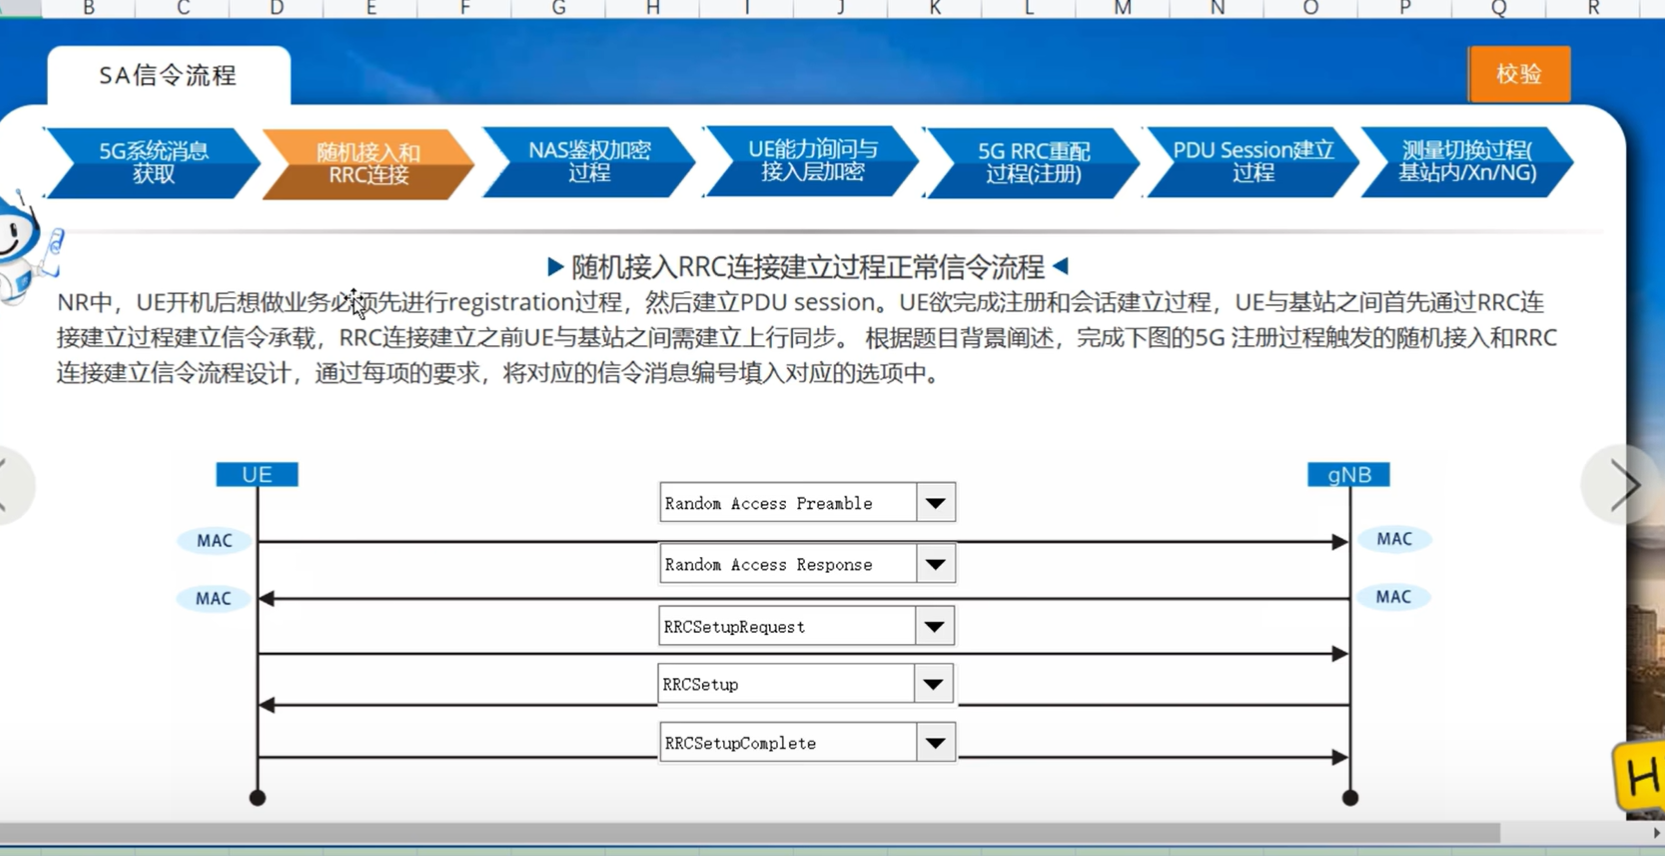 B C D E F G H I J K L M N O P Q R
SA信令流程
校验
5G系统消息
获取
随机接入和
RRC连接
NAS鉴权加密
过程
UE能力询问与
接入层加密
5G RRC重配
过程(注册)
PDU Session建立
过程
测量切换过程(
基站内/Xn/NG)
随机接入RRC连接建立过程正常信令流程
NR中，UE开机后想做业务必须先进行registration过程，然后建立PDU session。UE欲完成注册和会话建立过程，UE与基站之间首先通过RRC连
接建立过程建立信令承载，RRC连接建立之前UE与基站之间需建立上行同步。 根据题目背景阐述，完成下图的5G 注册过程触发的随机接入和RRC
连接建立信令流程设计，通过每项的要求，将对应的信令消息编号填入对应的选项中。
UE
gNB
Random Access Preamble
MAC
MAC
Random Access Response
MAC
MAC
RRCSetupRequest
RRCSetup
RRCSetupComplete
H